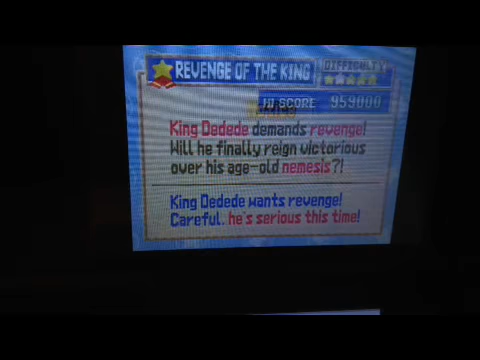 REVENGE OF THE KING
DIFFICULTY
HI SCORE 959000
King Dedede demands revenge!
Will he finally reign victorious
over his age-old nemesis?!
King Dedede wants revenge!
Careful, he's serious this time!